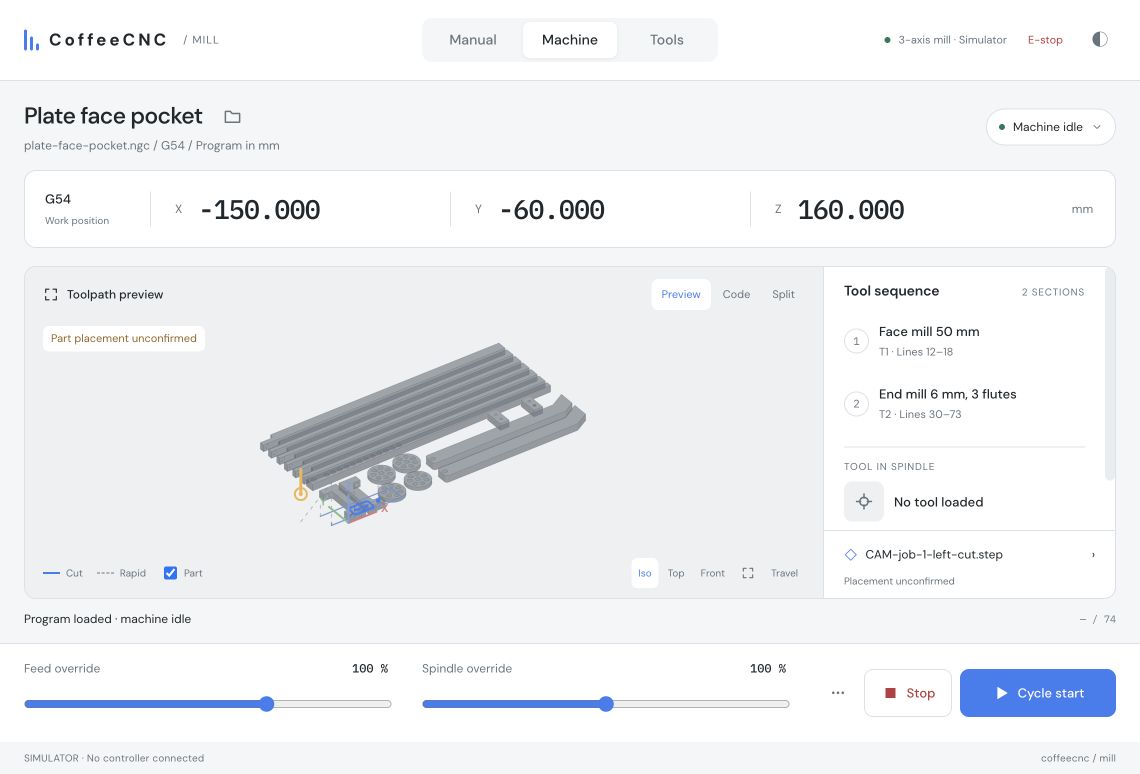 CoffeeCNC / MILL
Manual Machine Tools
3-axis mill · Simulator E-stop
Plate face pocket
plate-face-pocket.ngc / G54 / Program in mm
Machine idle
G54
Work position
X -150.000
Y -60.000
Z 160.000
mm
Toolpath preview
Preview Code Split
Part placement unconfirmed
X
Y
Cut Rapid Part
Iso Top Front Travel
Tool sequence 2 SECTIONS
1 Face mill 50 mm
T1 · Lines 12–18
2 End mill 6 mm, 3 flutes
T2 · Lines 30–73
TOOL IN SPINDLE
No tool loaded
CAM-job-1-left-cut.step ›
Placement unconfirmed
Program loaded · machine idle
— / 74
Feed override 100 %
Spindle override 100 %
··· Stop Cycle start
SIMULATOR · No controller connected
coffeecnc / mill